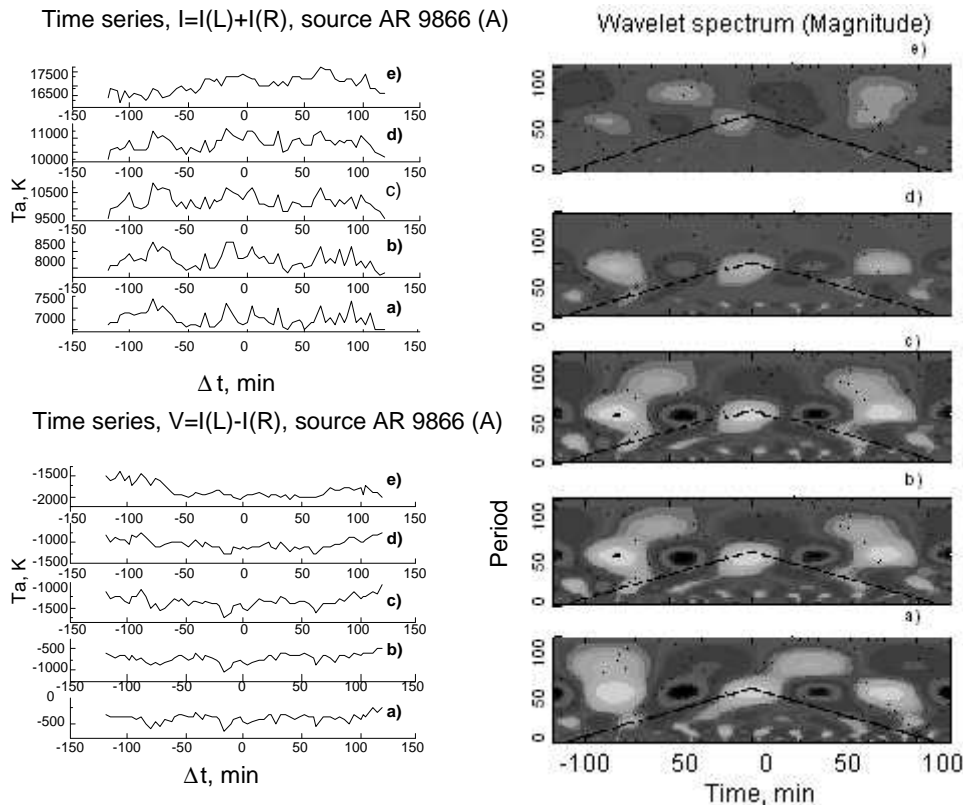 Time series, I=I(L)+I(R), source AR 9866 (A)
17500
16500
e)
-150 -100 -50 0 50 100 150
11000
10000
d)
-150 -100 -50 0 50 100 150
Ta, K
10500
9500
c)
-150 -100 -50 0 50 100 150
8500
8000
b)
-150 -100 -50 0 50 100 150
7500
7000
a)
-150 -100 -50 0 50 100 150
Δ t, min
Time series, V=I(L)-I(R), source AR 9866 (A)
-1500
-2000
e)
-150 -100 -50 0 50 100 150
-1000
-1500
d)
-150 -100 -50 0 50 100 150
Ta, K
-1000
-1500
c)
-150 -100 -50 0 50 100 150
-500
-1000
b)
-150 -100 -50 0 50 100 150
0
-500
a)
-150 -100 -50 0 50 100 150
Δ t, min
Wavelet spectrum (Magnitude)
e)
100
50
0
d)
100
50
0
c)
100
50
0
b)
100
50
0
a)
100
50
0
Period
-100 50 0 50 100
Time, min